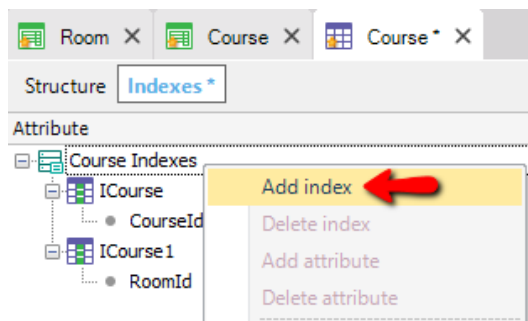 Room Course Course *
Structure Indexes *
Attribute
Course Indexes
ICourse
CourseId
ICourse1
RoomId
Add index
Delete index
Add attribute
Delete attribute